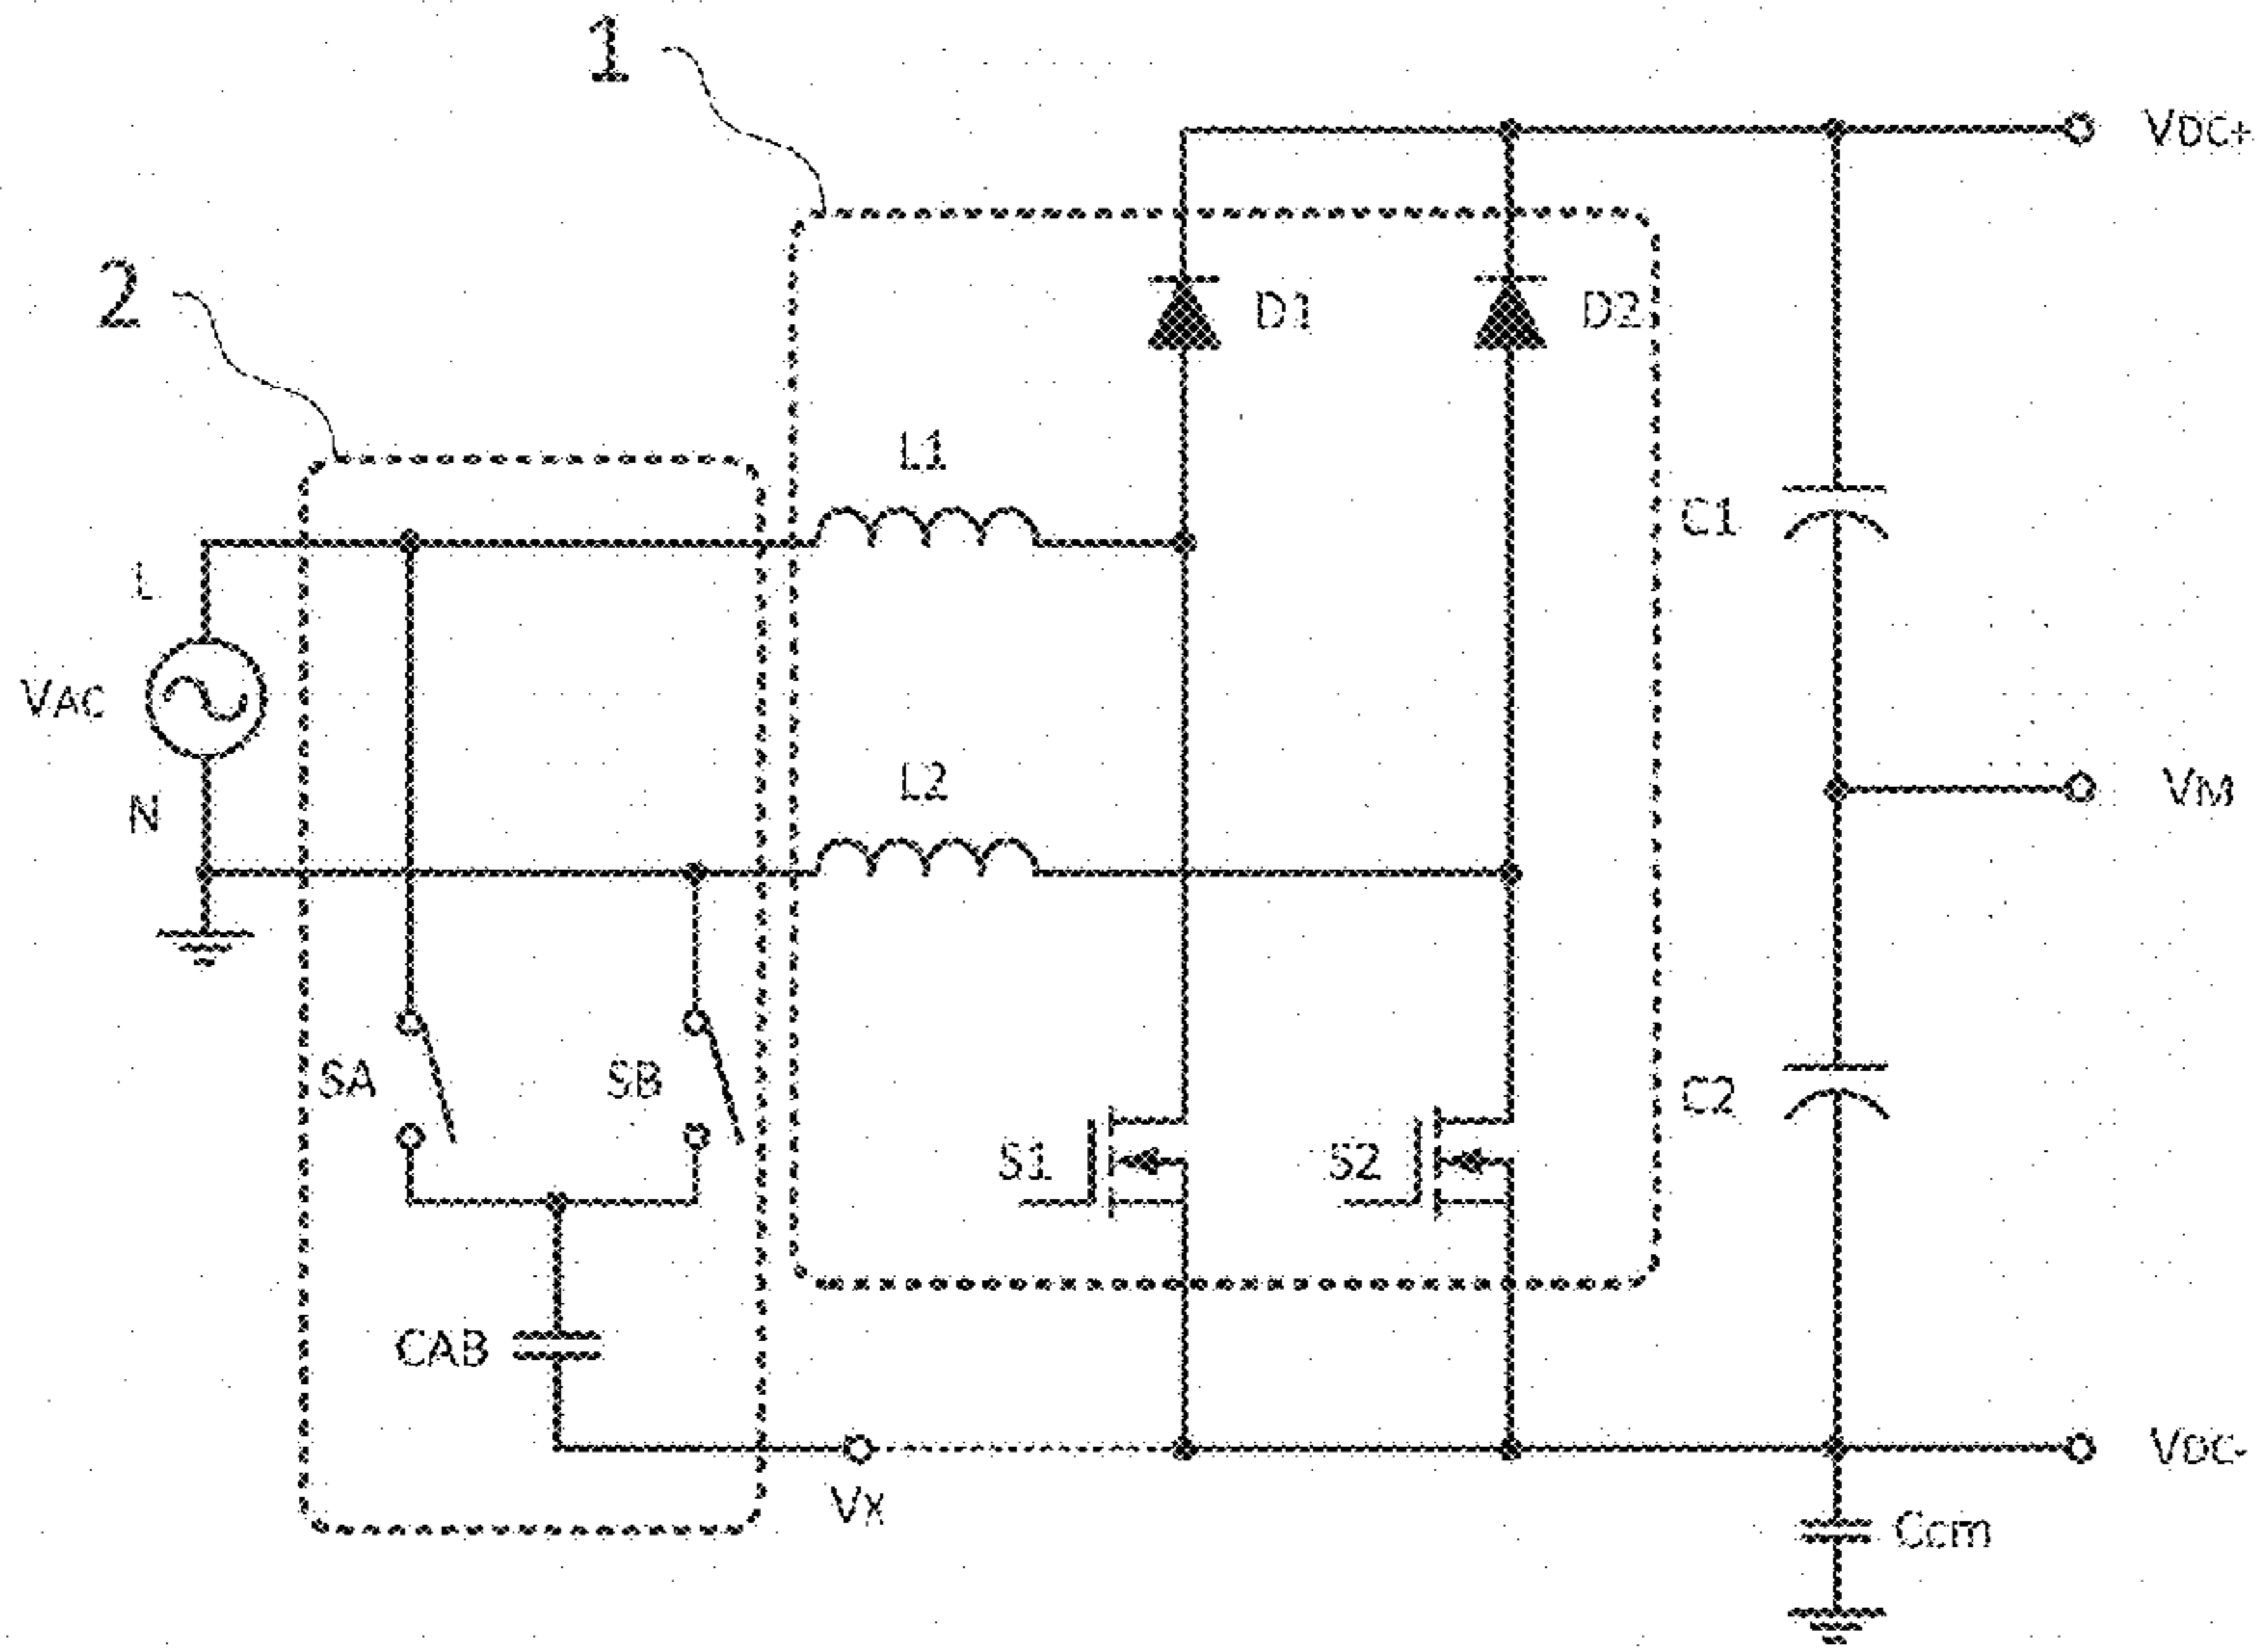 1
VDC+
2
D1
D2
L1
C1
L
VAC
L2
VM
N
SA
SB
C2
S1
S2
CAB
VX
VDC-
Ccm